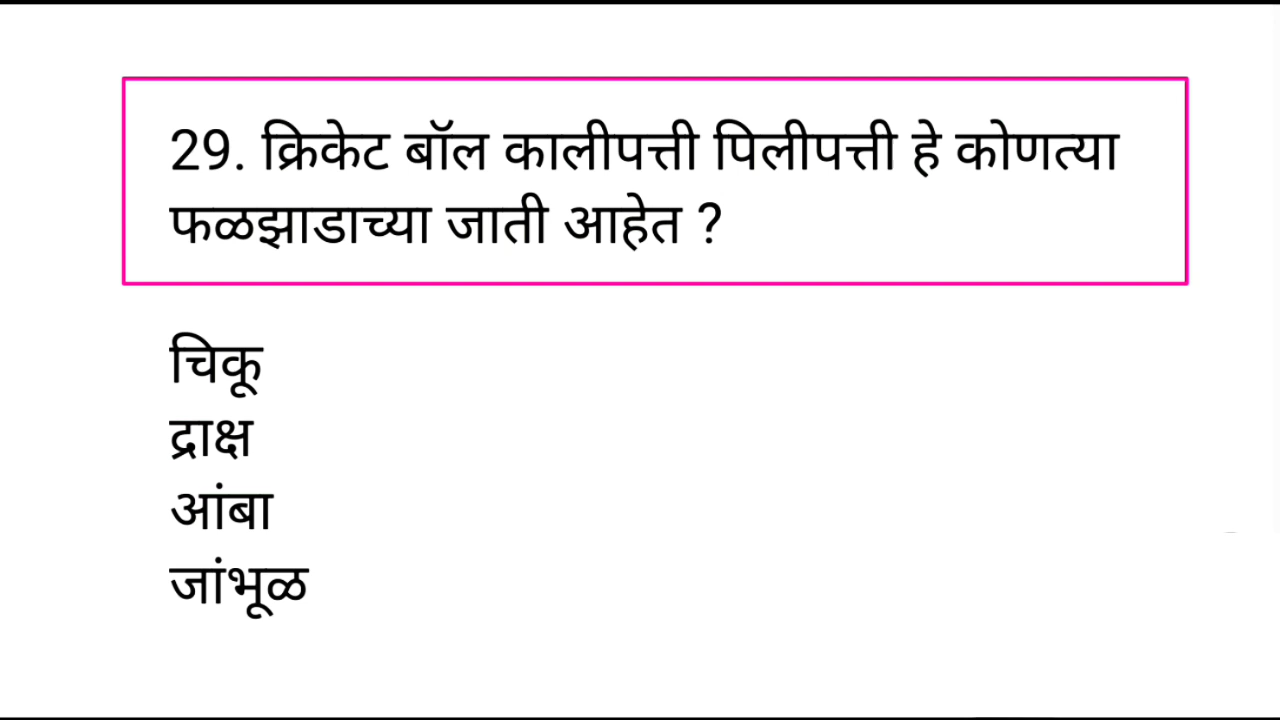 29. क्रिकेट बॉल कालीपत्ती पिलीपत्ती हे कोणत्या
फळझाडाच्या जाती आहेत ?
चिकू
द्राक्ष
आंबा
जांभूळ